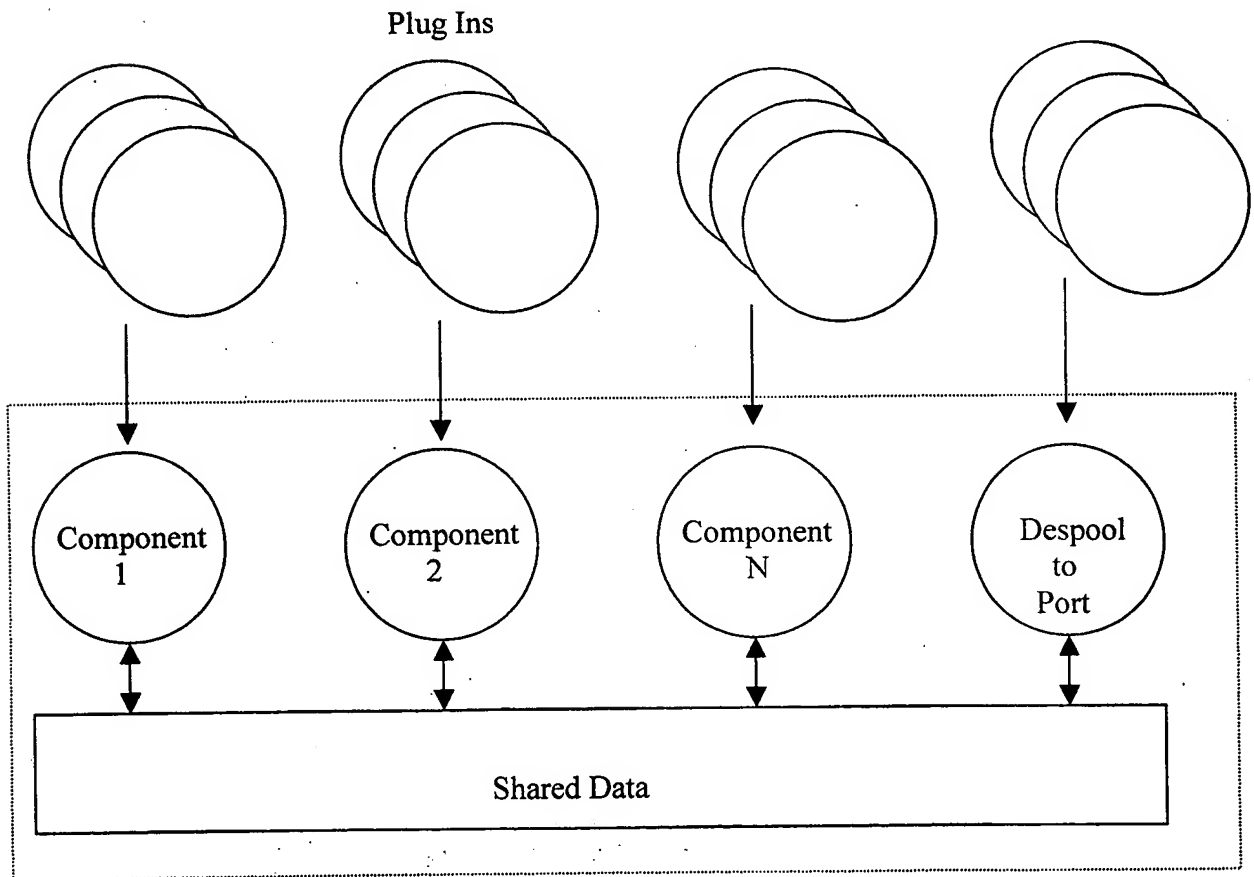 Plug Ins
Component
1
Component
2
Component
N
Despool
to
Port
Shared Data